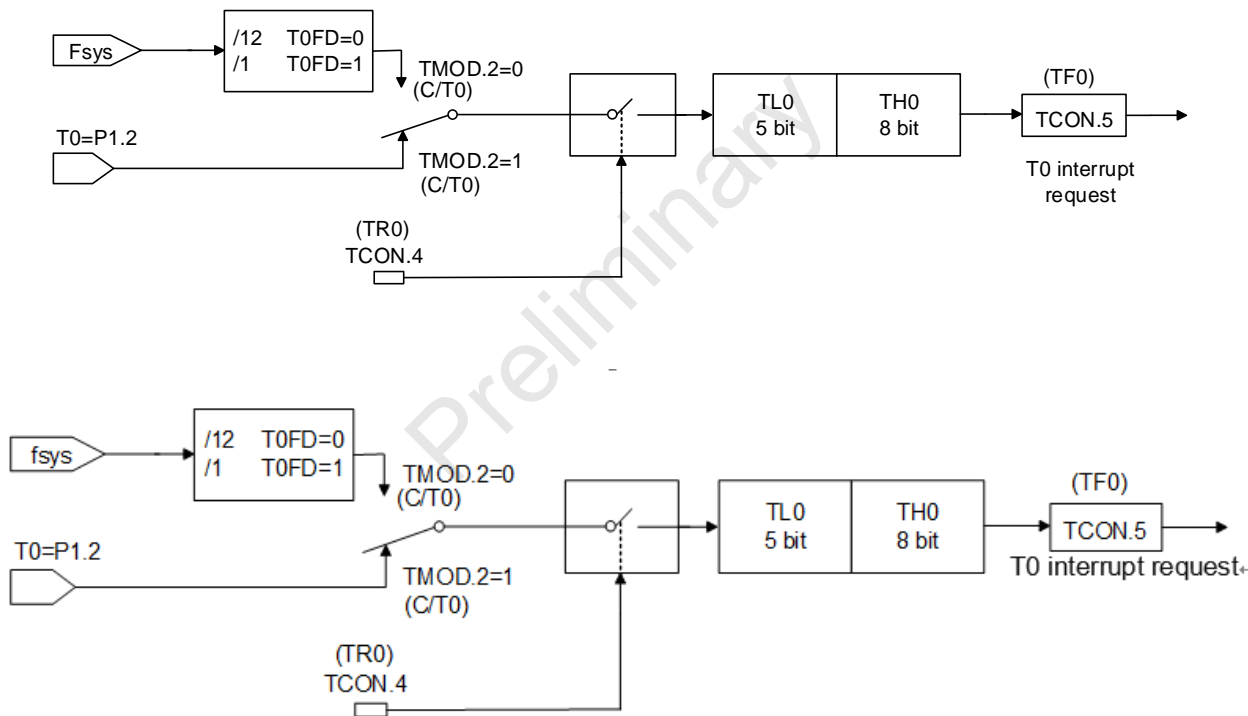 Fsys
/12 T0FD=0
/1 T0FD=1
TMOD.2=0
(C/T0)
T0=P1.2
TMOD.2=1
(C/T0)
(TR0)
TCON.4
TL0
5 bit
TH0
8 bit
(TF0)
TCON.5
T0 interrupt
request
Preliminary
fsys
/12 T0FD=0
/1 T0FD=1
TMOD.2=0
(C/T0)
T0=P1.2
TMOD.2=1
(C/T0)
(TR0)
TCON.4
TL0
5 bit
TH0
8 bit
(TF0)
TCON.5
T0 interrupt request↵